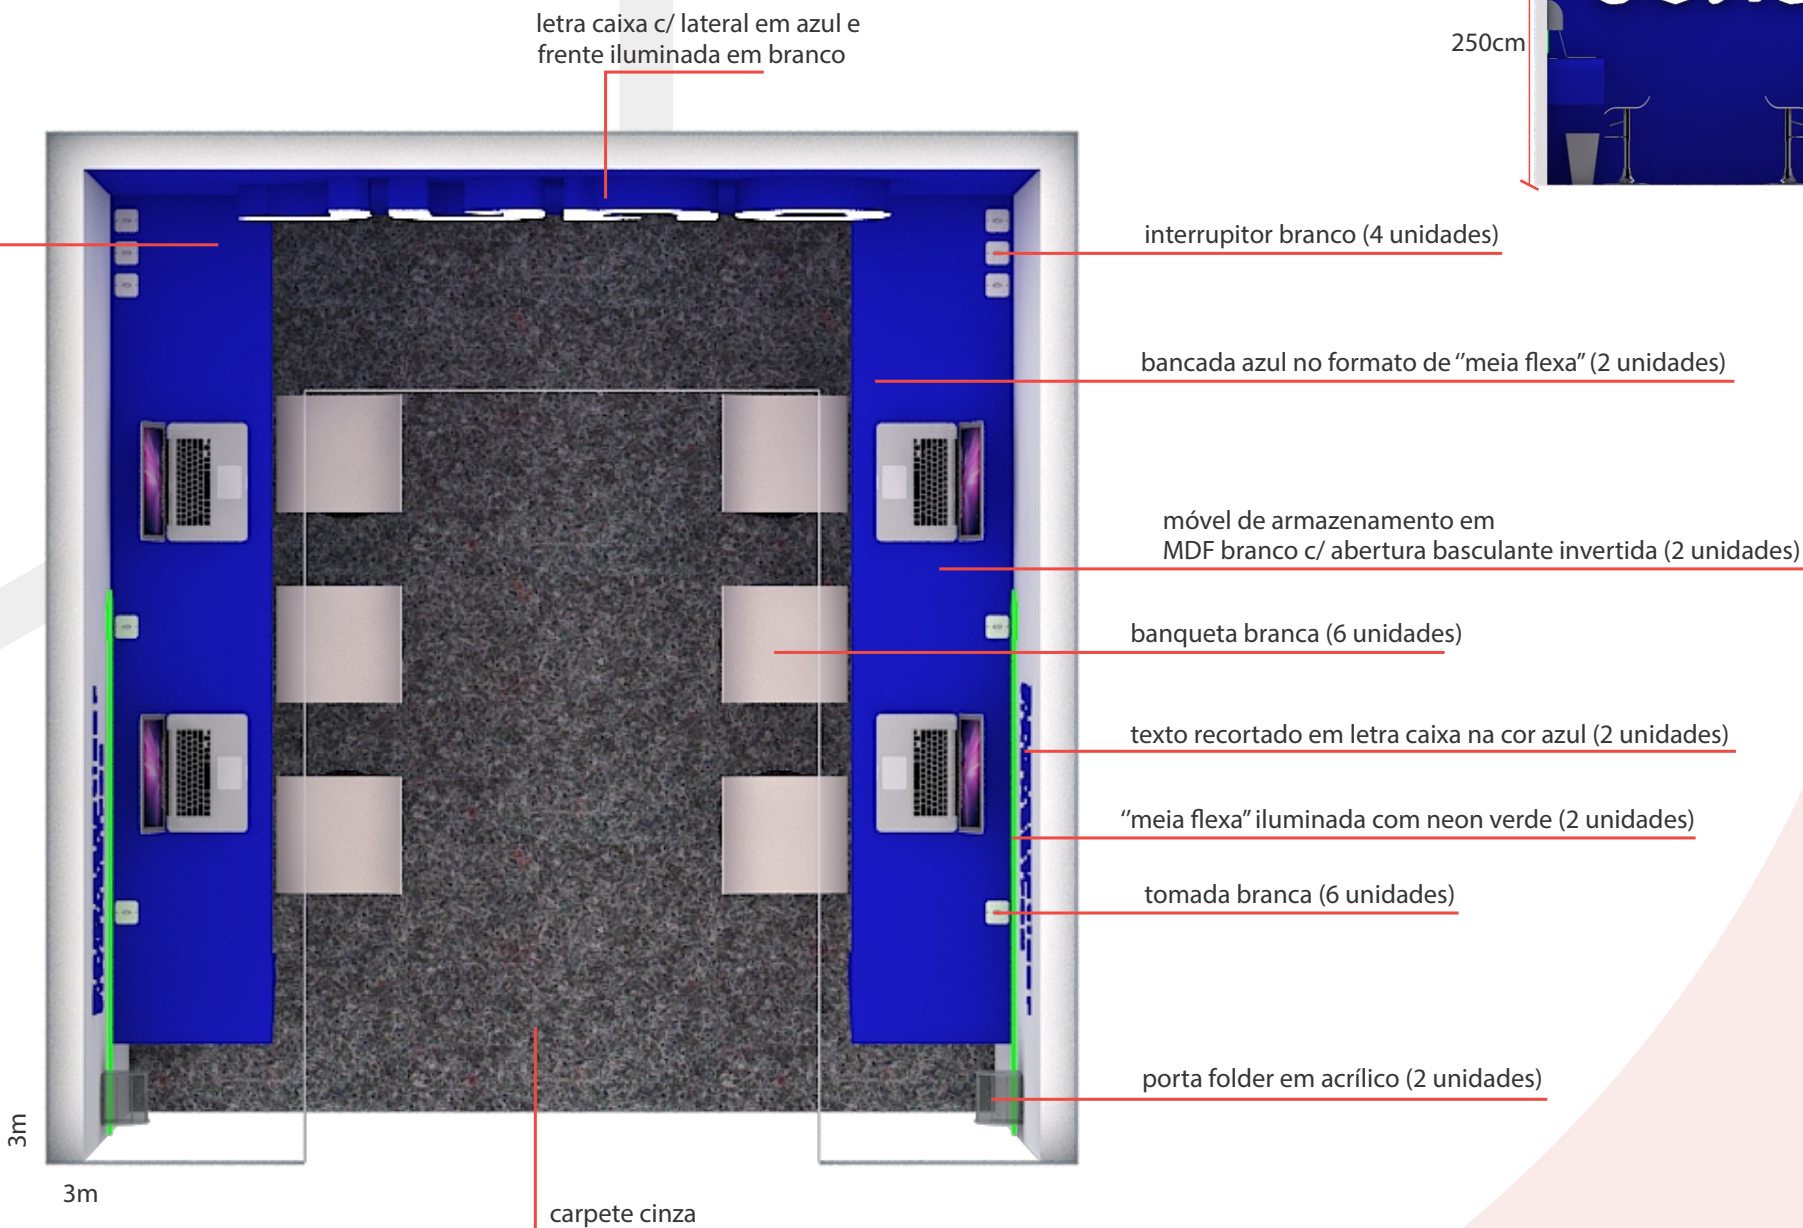 letra caixa c/ lateral em azul e
frente iluminada em branco
250cm
interrupitor branco (4 unidades)
bancada azul no formato de “meia flexa” (2 unidades)
móvel de armazenamento em
MDF branco c/ abertura basculante invertida (2 unidades)
banqueta branca (6 unidades)
texto recortado em letra caixa na cor azul (2 unidades)
“meia flexa” iluminada com neon verde (2 unidades)
tomada branca (6 unidades)
porta folder em acrílico (2 unidades)
3m
3m
carpete cinza